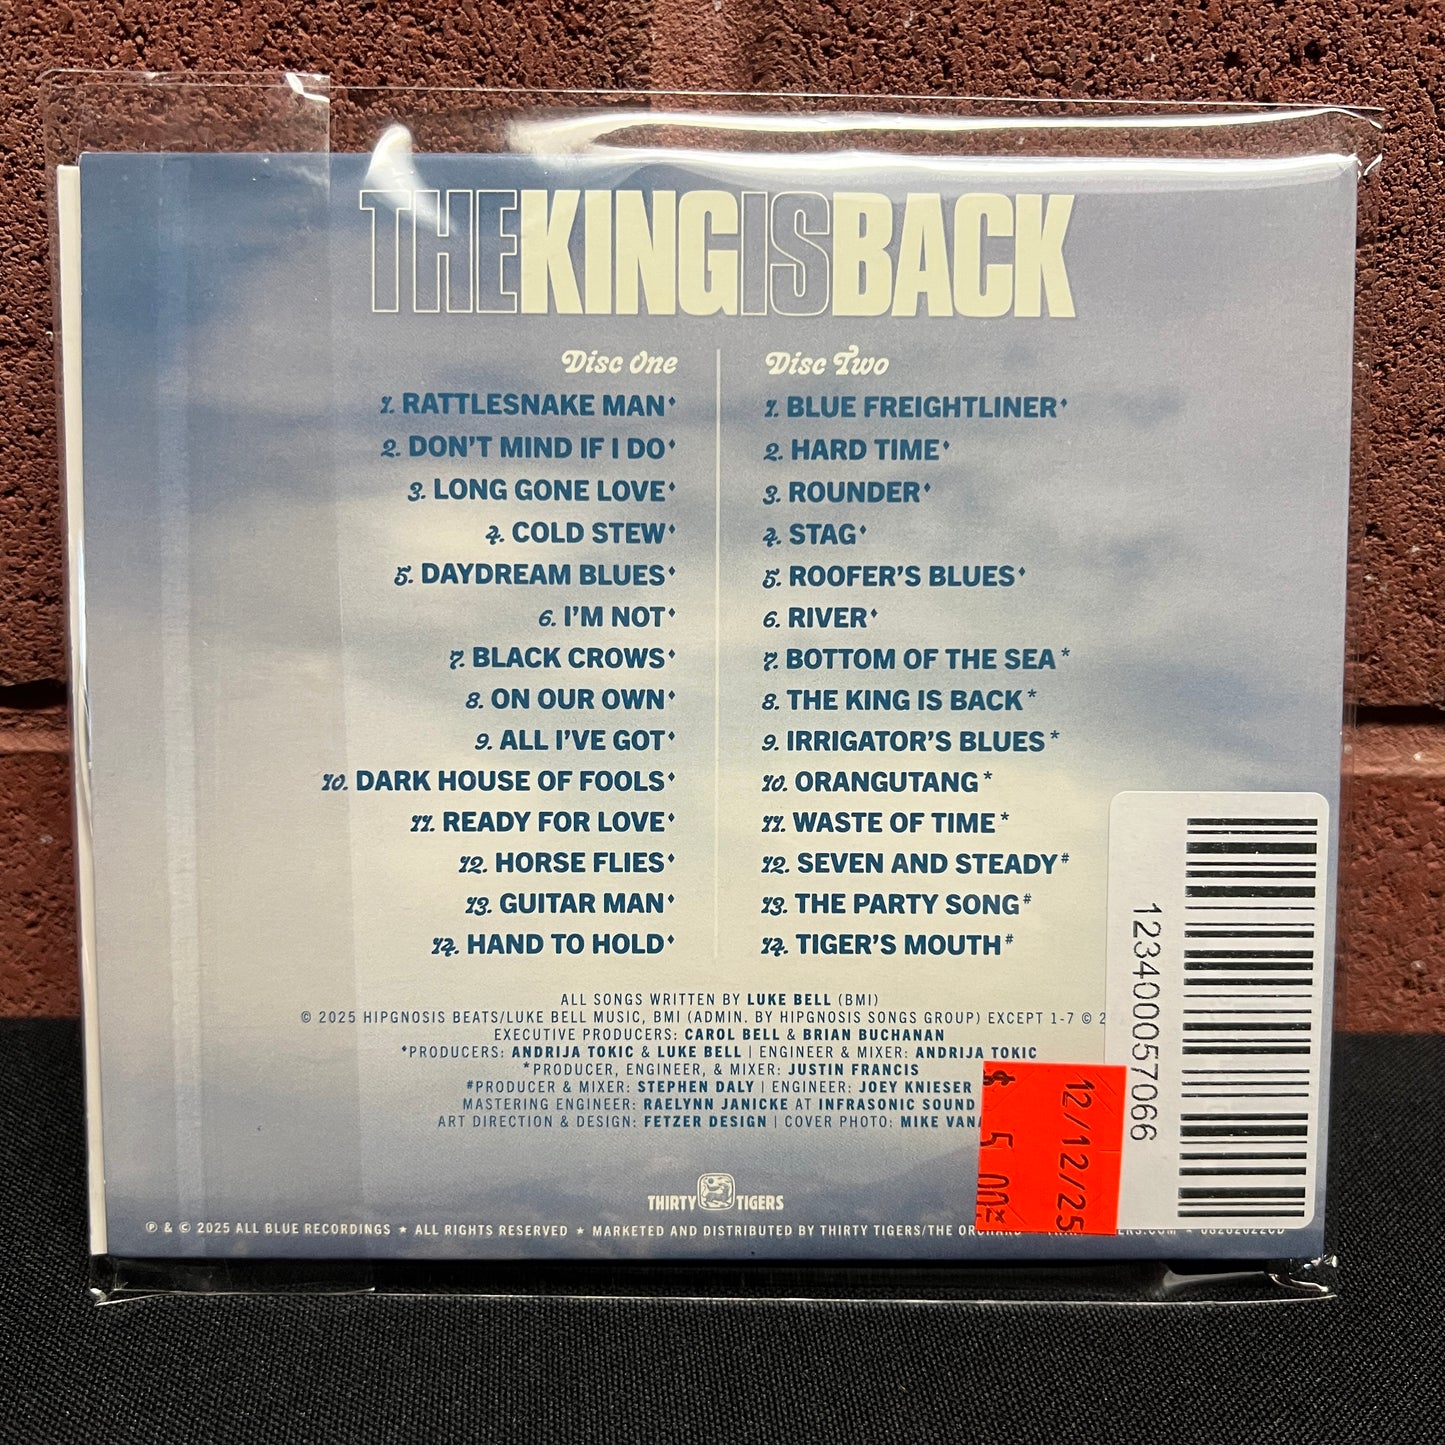 THEKINGISBACK
Disc One
1. RATTLESNAKE MAN♦
2. DON'T MIND IF I DO♦
3. LONG GONE LOVE♦
4. COLD STEW♦
5. DAYDREAM BLUES♦
6. I'M NOT♦
7. BLACK CROWS♦
8. ON OUR OWN♦
9. ALL I'VE GOT♦
10. DARK HOUSE OF FOOLS♦
11. READY FOR LOVE♦
12. HORSE FLIES♦
13. GUITAR MAN♦
14. HAND TO HOLD♦
Disc Two
1. BLUE FREIGHTLINER♦
2. HARD TIME♦
3. ROUNDER♦
4. STAG♦
5. ROOFER'S BLUES♦
6. RIVER♦
7. BOTTOM OF THE SEA*
8. THE KING IS BACK*
9. IRRIGATOR'S BLUES*
10. ORANGUTANG*
11. WASTE OF TIME*
12. SEVEN AND STEADY#
13. THE PARTY SONG#
14. TIGER'S MOUTH#
ALL SONGS WRITTEN BY LUKE BELL (BMI)
© 2025 HIPGNOSIS BEATS/LUKE BELL MUSIC, BMI (ADMIN. BY HIPGNOSIS SONGS GROUP) EXCEPT 1-7 © 2
EXECUTIVE PRODUCERS: CAROL BELL & BRIAN BUCHANAN
♦PRODUCERS: ANDRIJA TOKIC & LUKE BELL | ENGINEER & MIXER: ANDRIJA TOKIC
*PRODUCER, ENGINEER, & MIXER: JUSTIN FRANCIS
#PRODUCER & MIXER: STEPHEN DALY | ENGINEER: JOEY KNIESER
MASTERING ENGINEER: RAELYNN JANICKE AT INFRASONIC SOUND
ART DIRECTION & DESIGN: FETZER DESIGN | COVER PHOTO: MIKE
THIRTY TIGERS
℗ & © 2025 ALL BLUE RECORDINGS ★ ALL RIGHTS RESERVED ★ MARKETED AND DISTRIBUTED BY THIRTY TIGERS/THE
123400057066
12/12/25
$ 5.00